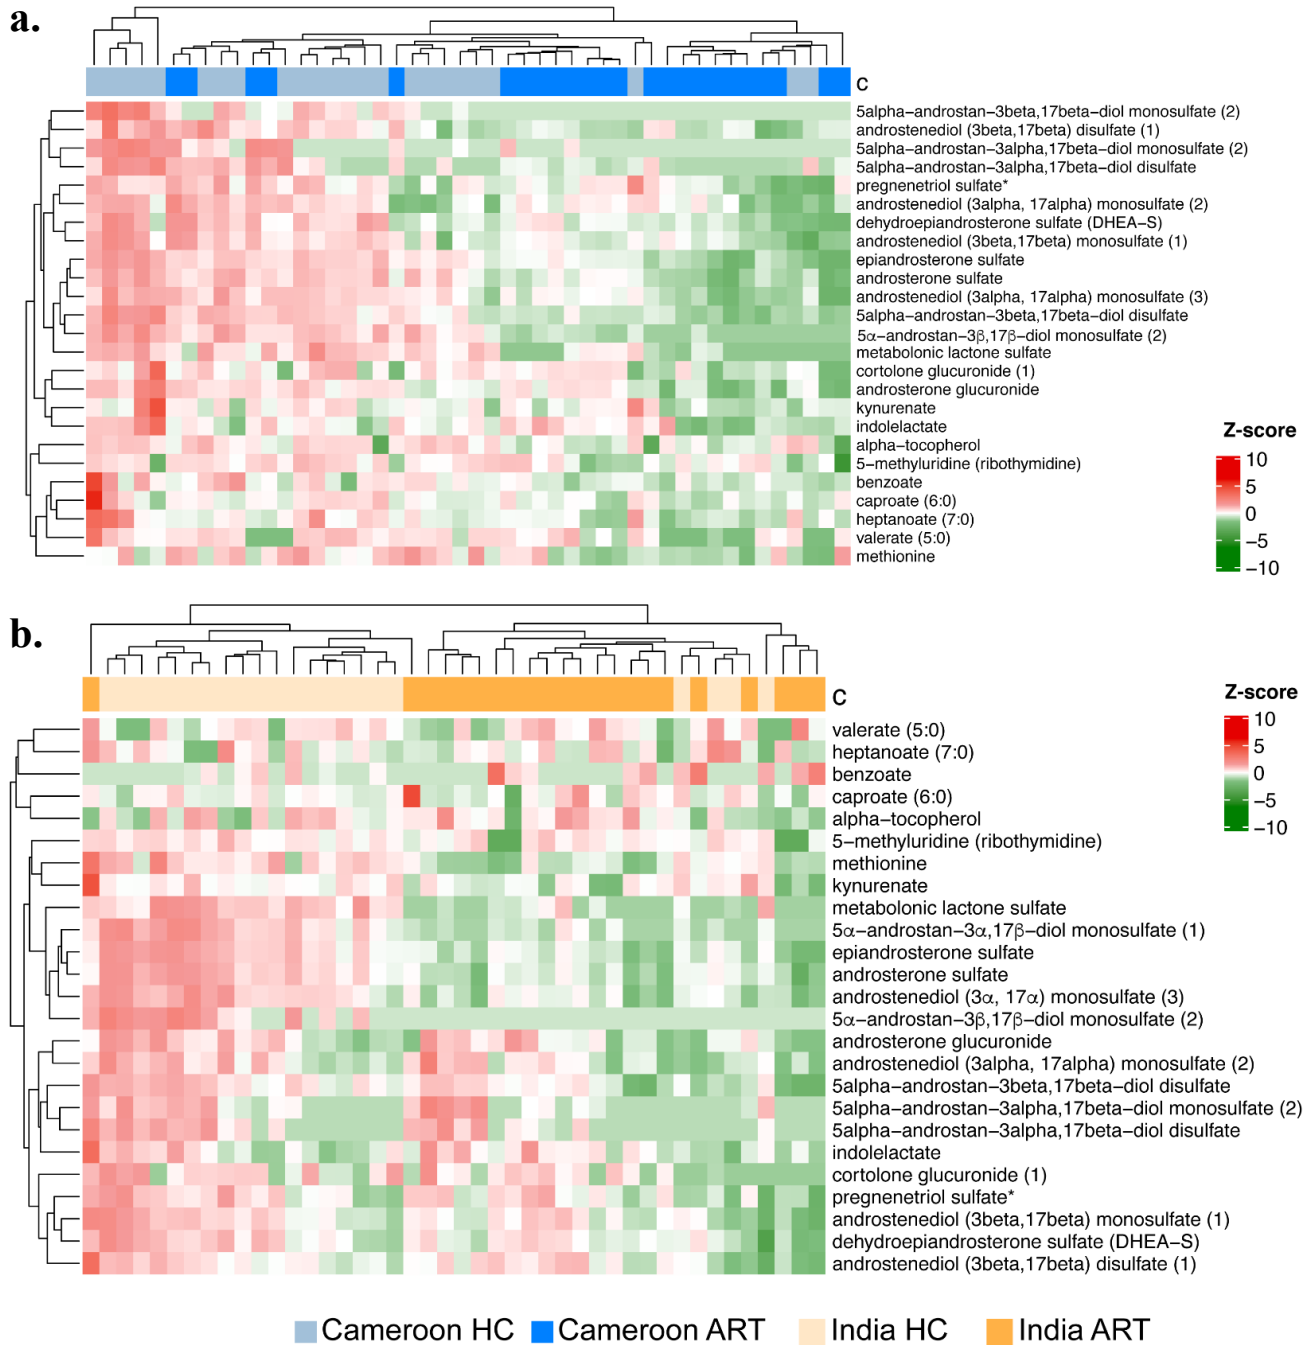 a.
C
5alpha−androstan−3beta,17beta−diol monosulfate (2)
androstenediol (3beta,17beta) disulfate (1)
5alpha−androstan−3alpha,17beta−diol monosulfate (2)
5alpha−androstan−3alpha,17beta−diol disulfate
pregnenetriol sulfate*
androstenediol (3alpha, 17alpha) monosulfate (2)
dehydroepiandrosterone sulfate (DHEA−S)
androstenediol (3beta,17beta) monosulfate (1)
epiandrosterone sulfate
androsterone sulfate
androstenediol (3alpha, 17alpha) monosulfate (3)
5alpha−androstan−3beta,17beta−diol disulfate
5α−androstan−3β,17β−diol monosulfate (2)
metabolonic lactone sulfate
cortolone glucuronide (1)
androsterone glucuronide
kynurenate
indolelactate
alpha−tocopherol
5−methyluridine (ribothymidine)
benzoate
caproate (6:0)
heptanoate (7:0)
valerate (5:0)
methionine
Z-score
10
5
0
−5
−10
b.
C
valerate (5:0)
heptanoate (7:0)
benzoate
caproate (6:0)
alpha−tocopherol
5−methyluridine (ribothymidine)
methionine
kynurenate
metabolonic lactone sulfate
5α−androstan−3α,17β−diol monosulfate (1)
epiandrosterone sulfate
androsterone sulfate
androstenediol (3α, 17α) monosulfate (3)
5α−androstan−3β,17β−diol monosulfate (2)
androsterone glucuronide
androstenediol (3alpha, 17alpha) monosulfate (2)
5alpha−androstan−3beta,17beta−diol disulfate
5alpha−androstan−3alpha,17beta−diol monosulfate (2)
5alpha−androstan−3alpha,17beta−diol disulfate
indolelactate
cortolone glucuronide (1)
pregnenetriol sulfate*
androstenediol (3beta,17beta) monosulfate (1)
dehydroepiandrosterone sulfate (DHEA−S)
androstenediol (3beta,17beta) disulfate (1)
Z-score
10
5
0
−5
−10
Cameroon HC Cameroon ART India HC India ART